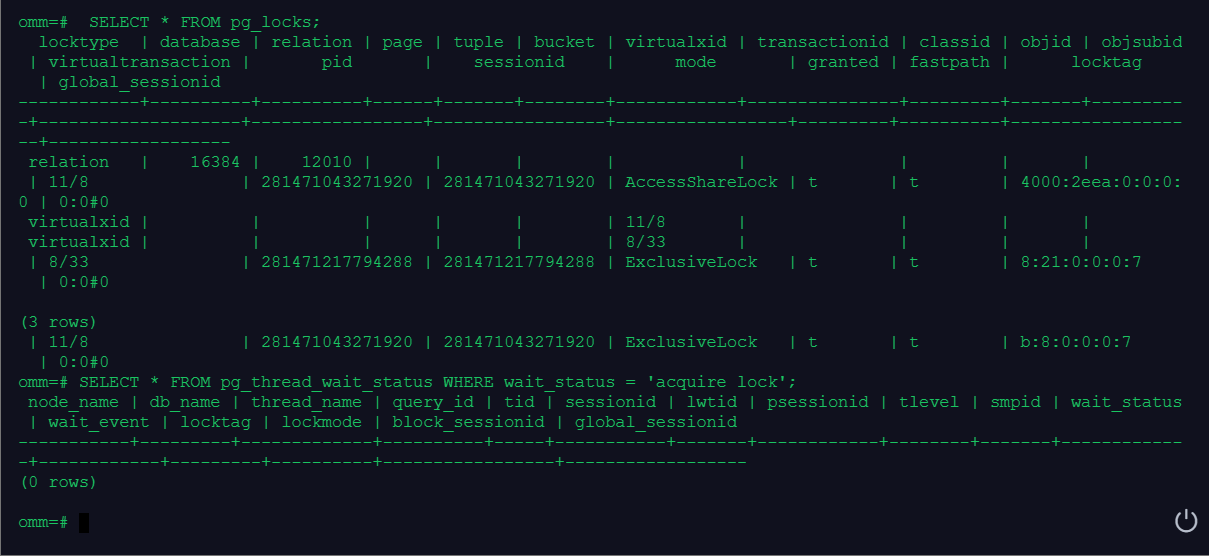 omm=#  SELECT * FROM pg_locks;
  locktype  | database | relation | page | tuple | bucket | virtualxid | transactionid | classid | objid | objsubid
 | virtualtransaction |       pid       |    sessionid    |      mode       | granted | fastpath |      locktag
  | global_sessionid
------------+----------+----------+------+-------+--------+------------+---------------+---------+-------+---------
-+--------------------+-----------------+-----------------+-----------------+---------+----------+-----------------
--+------------------
 relation   |    16384 |    12010 |      |       |        |            |               |         |       |
 | 11/8               | 281471043271920 | 281471043271920 | AccessShareLock | t       | t        | 4000:2eea:0:0:0:
0 | 0:0#0
 virtualxid |          |          |      |       |        | 11/8       |               |         |       |
 virtualxid |          |          |      |       |        | 8/33       |               |         |       |
 | 8/33               | 281471217794288 | 281471217794288 | ExclusiveLock   | t       | t        | 8:21:0:0:0:7
  | 0:0#0
(3 rows)
 | 11/8               | 281471043271920 | 281471043271920 | ExclusiveLock   | t       | t        | b:8:0:0:0:7
  | 0:0#0
omm=# SELECT * FROM pg_thread_wait_status WHERE wait_status = 'acquire lock';
 node_name | db_name | thread_name | query_id | tid | sessionid | lwtid | psessionid | tlevel | smpid | wait_status
 | wait_event | locktag | lockmode | block_sessionid | global_sessionid
-----------+---------+-------------+----------+-----+-----------+-------+------------+--------+-------+------------
-+------------+---------+----------+-----------------+------------------
(0 rows)
omm=#